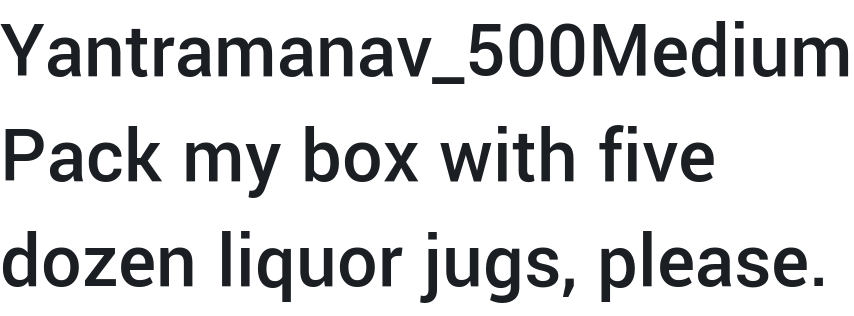 Yantramanav_500Medium
Pack my box with five
dozen liquor jugs, please.